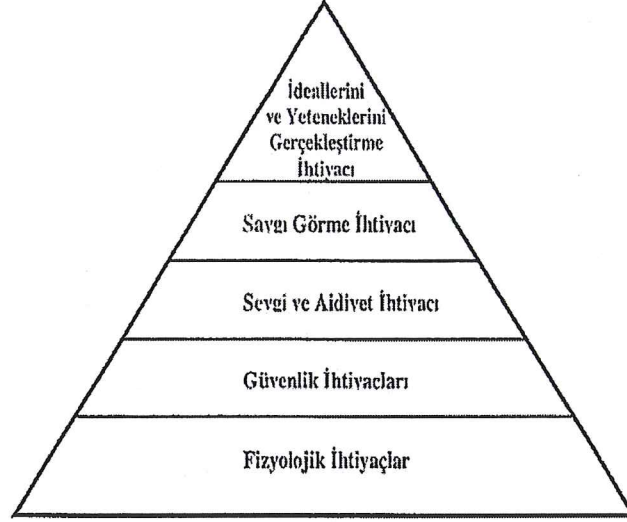 İdeallerini
ve Yeteneklerini
Gerçekleştirme
İhtiyacı
Saygı Görme İhtiyacı
Sevgi ve Aidiyet İhtiyacı
Güvenlik İhtiyaçları
Fizyolojik İhtiyaçlar